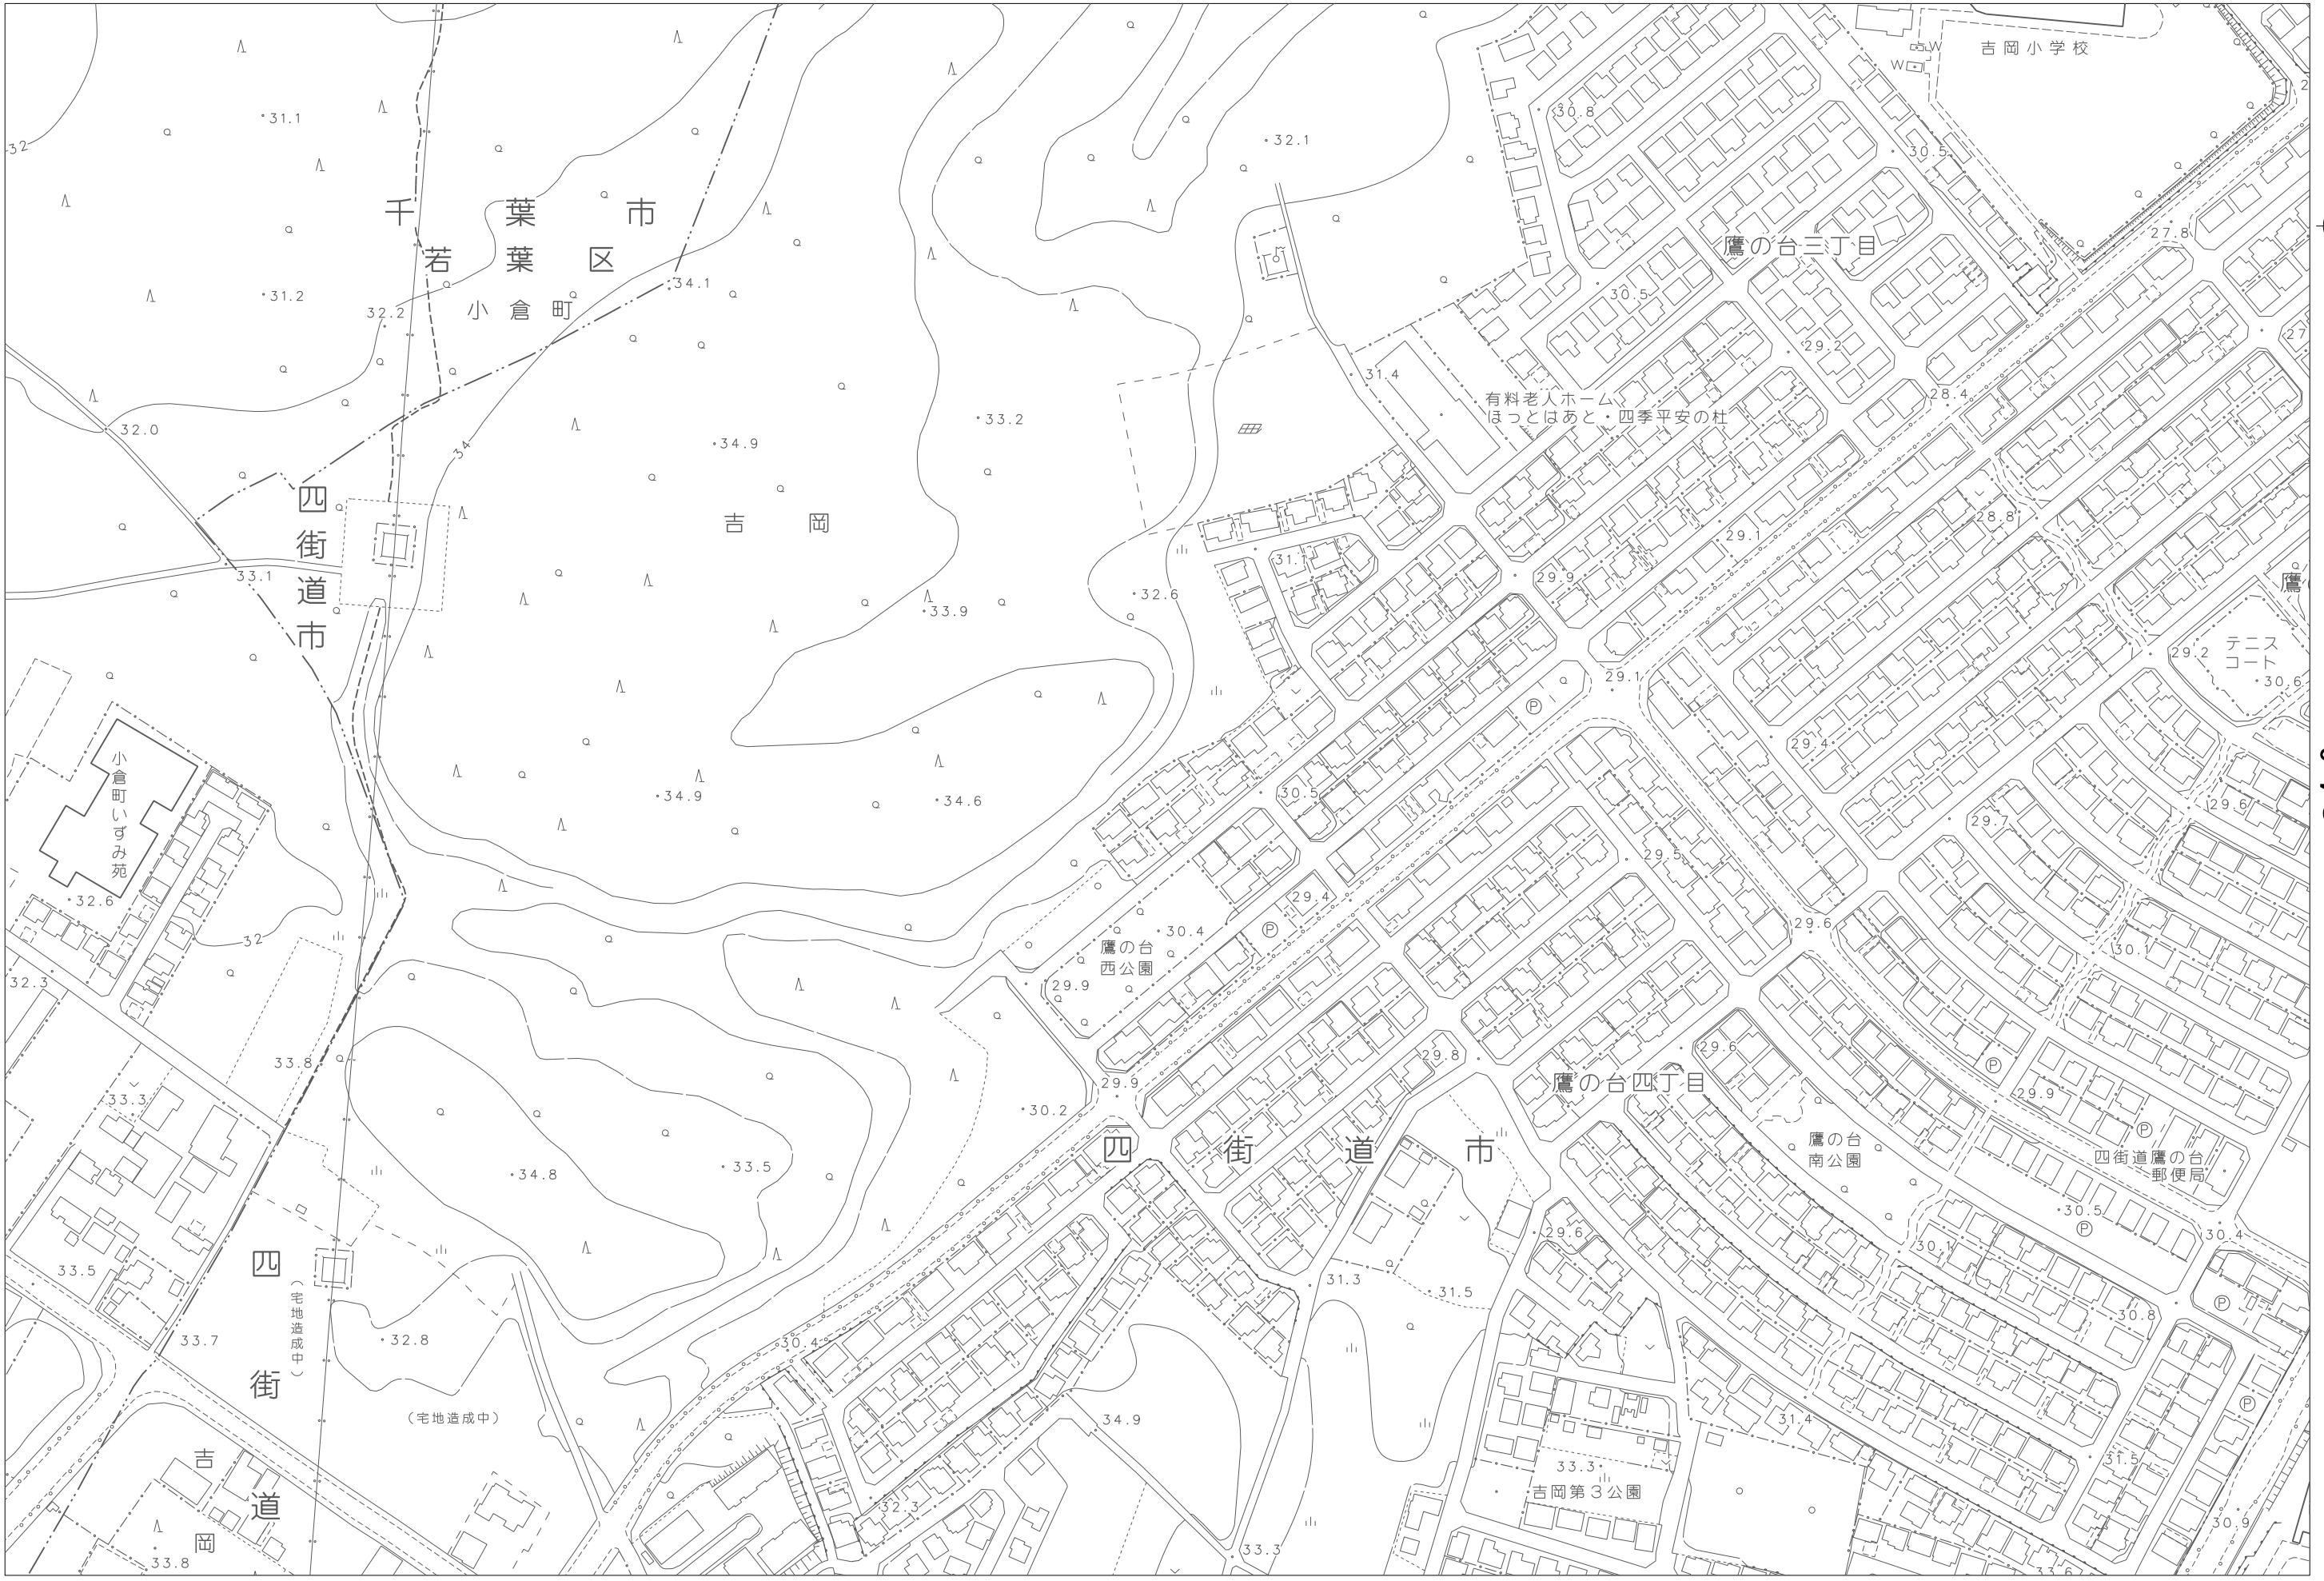 吉岡小学校
W
W
30.8
31.1
32.1
32
30.5
千葉市
若葉区
小倉町
鷹の台三丁目
27.8
34.1
31.2
30.5
32.2
29.2
31.4
28.4
有料老人ホーム
ほっとはあと・四季平安の杜
33.2
32.0
34.9
34
四街道市
吉岡
28.8
29.1
31.1
29.9
33.1
32.6
33.9
テニス
コート
29.2
30.6
29.1
P
29.4
小倉町いずみ苑
34.9
34.6
30.5
29.6
29.7
29.5
32.6
29.4
P
29.6
30.4
32
鷹の台
西公園
30.1
32.3
29.9
33.8
29.8
29.6
P
29.9
鷹の台四丁目
29.9
33.3
30.2
P
四街道市
鷹の台
南公園
四街道鷹の台
郵便局
34.8
33.5
30.5
P
29.6
30.4
30.1
33.5
31.3
31.5
P
30.8
四街道
(宅地造成中)
33.7
32.8
30.4
(宅地造成中)
34.9
31.4
P
吉岡
33.3
31.5
吉岡第3公園
32.3
30.9
33.8
33.3
33.6